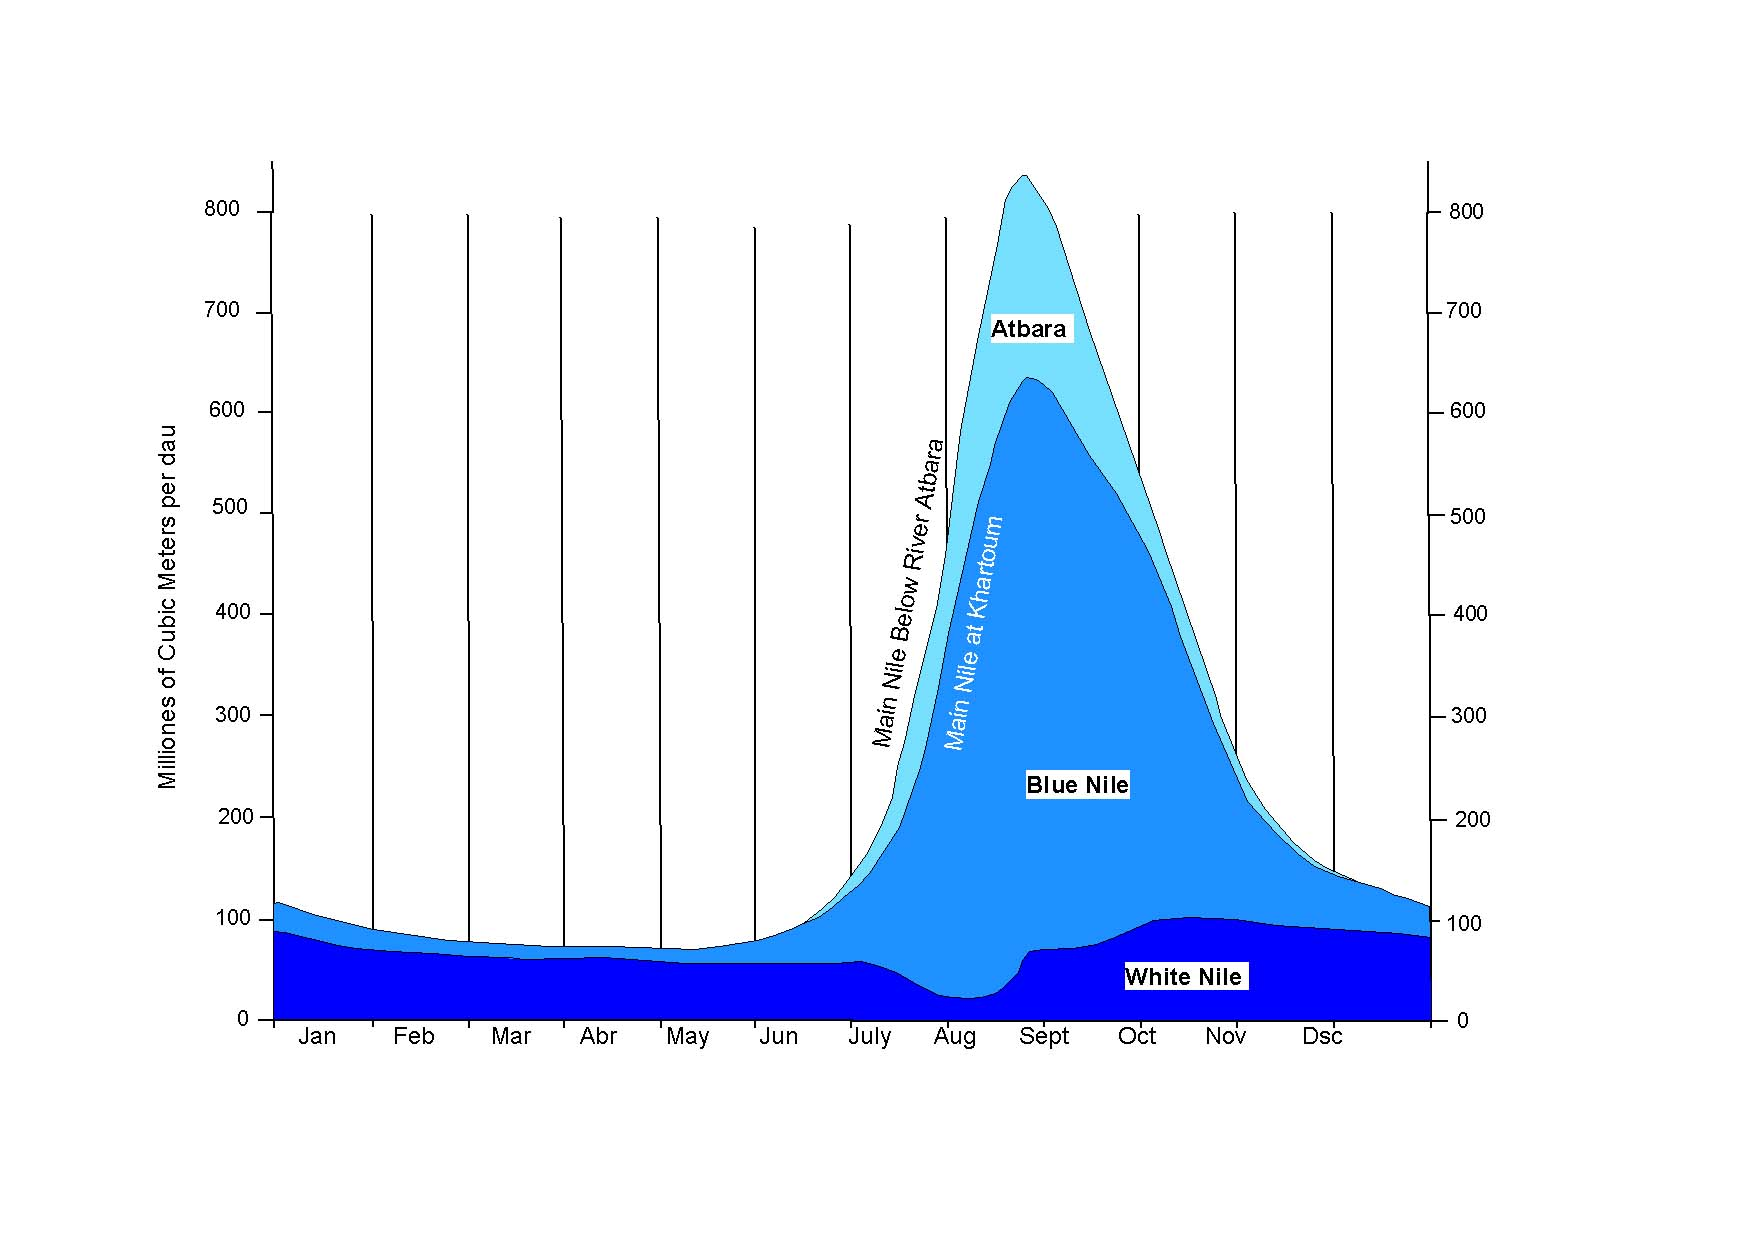 800
700
600
500
400
300
200
100
0
Milliones of Cubic Meters per dau
Main Nile Below River Atbara
Main Nile at Khartoum
Atbara
Blue Nile
White Nile
800
700
600
500
400
300
200
100
0
Jan Feb Mar Abr May Jun July Aug Sept Oct Nov Dsc